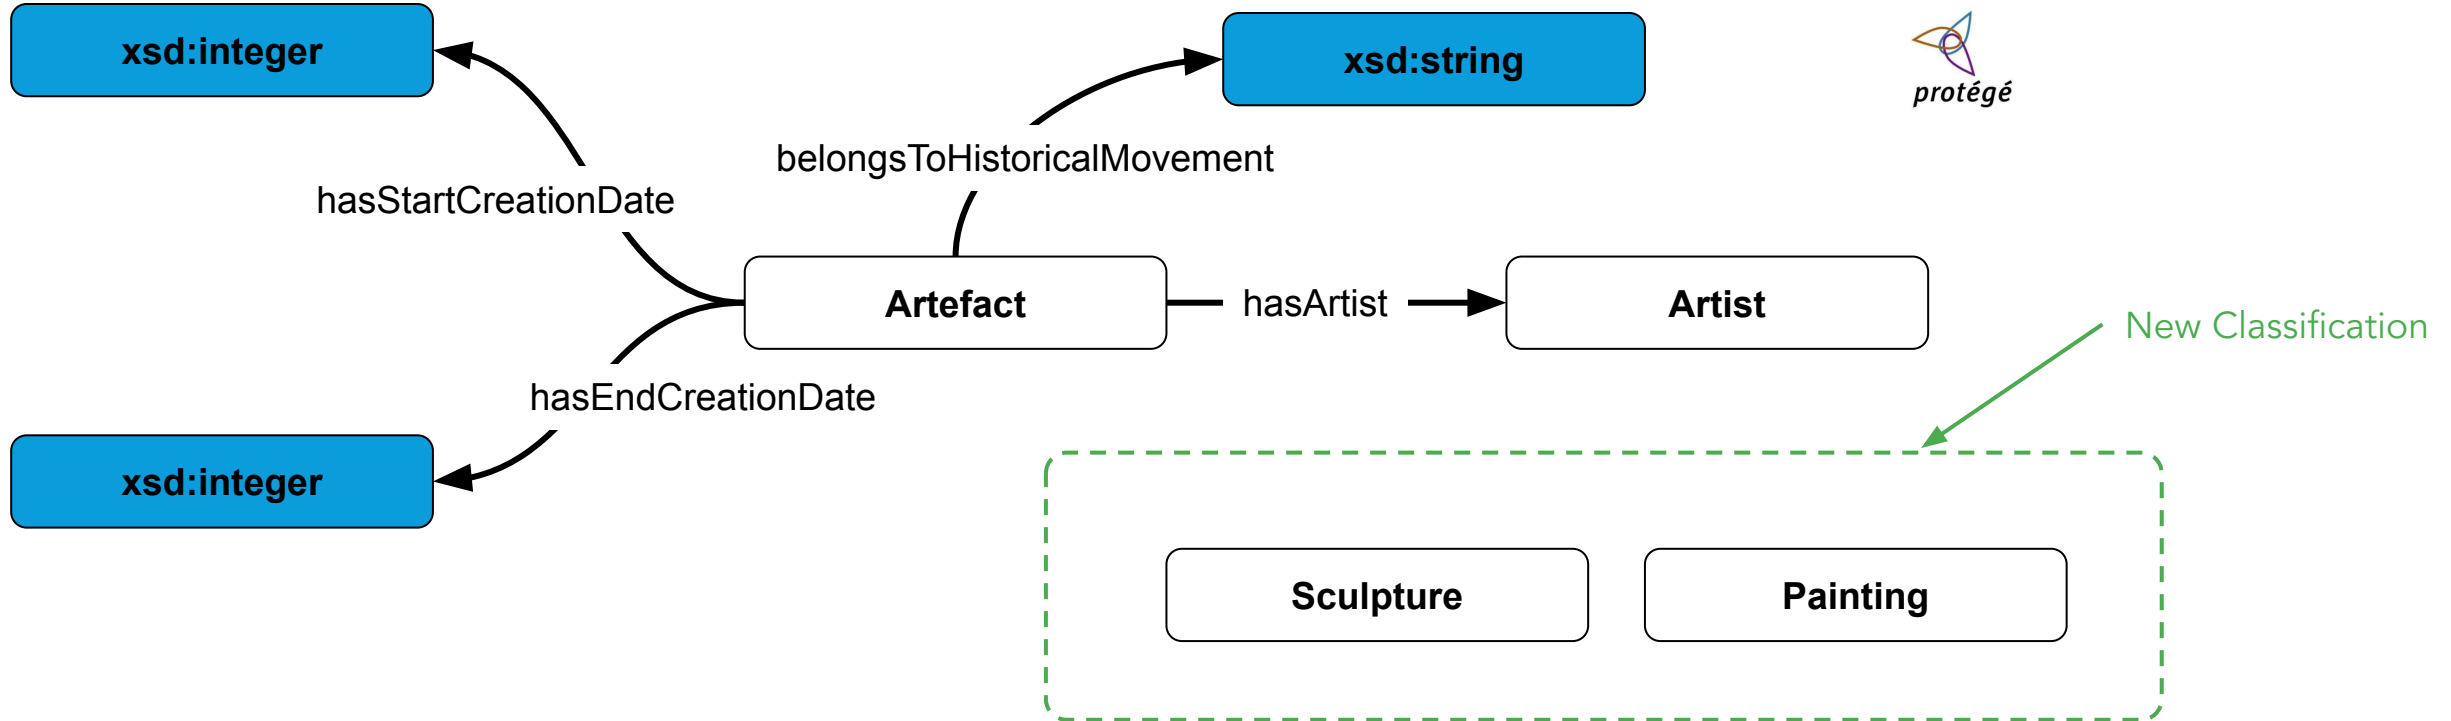 xsd:integer
xsd:string
protégé
belongsToHistoricalMovement
hasStartCreationDate
Artefact
hasArtist
Artist
New Classification
hasEndCreationDate
xsd:integer
Sculpture
Painting